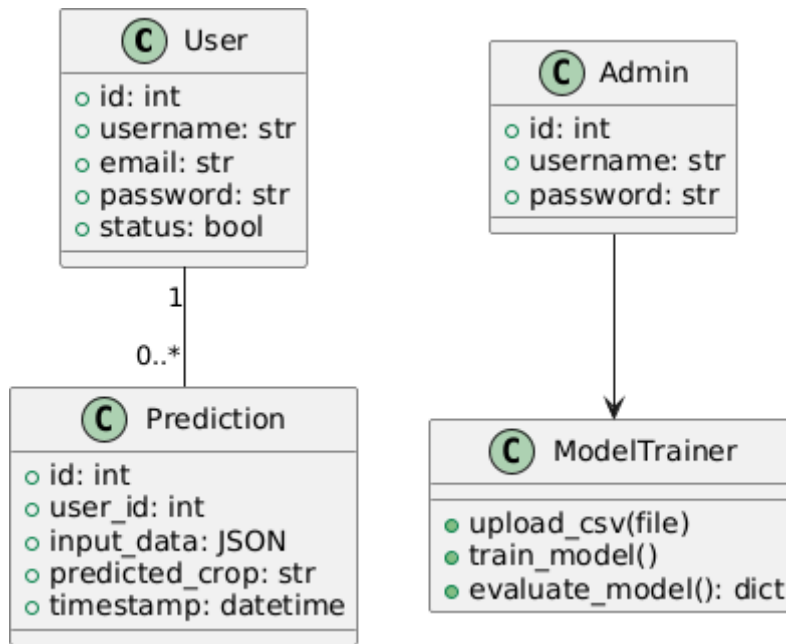 C User
+ id: int
+ username: str
+ email: str
+ password: str
+ status: bool
1
0..*
C Prediction
id: int
user_id: int
input_data: JSON
predicted_crop: str
timestamp: datetime
C Admin
id: int
username: str
password: str
C ModelTrainer
upload_csv(file)
train_model()
evaluate_model(): dict